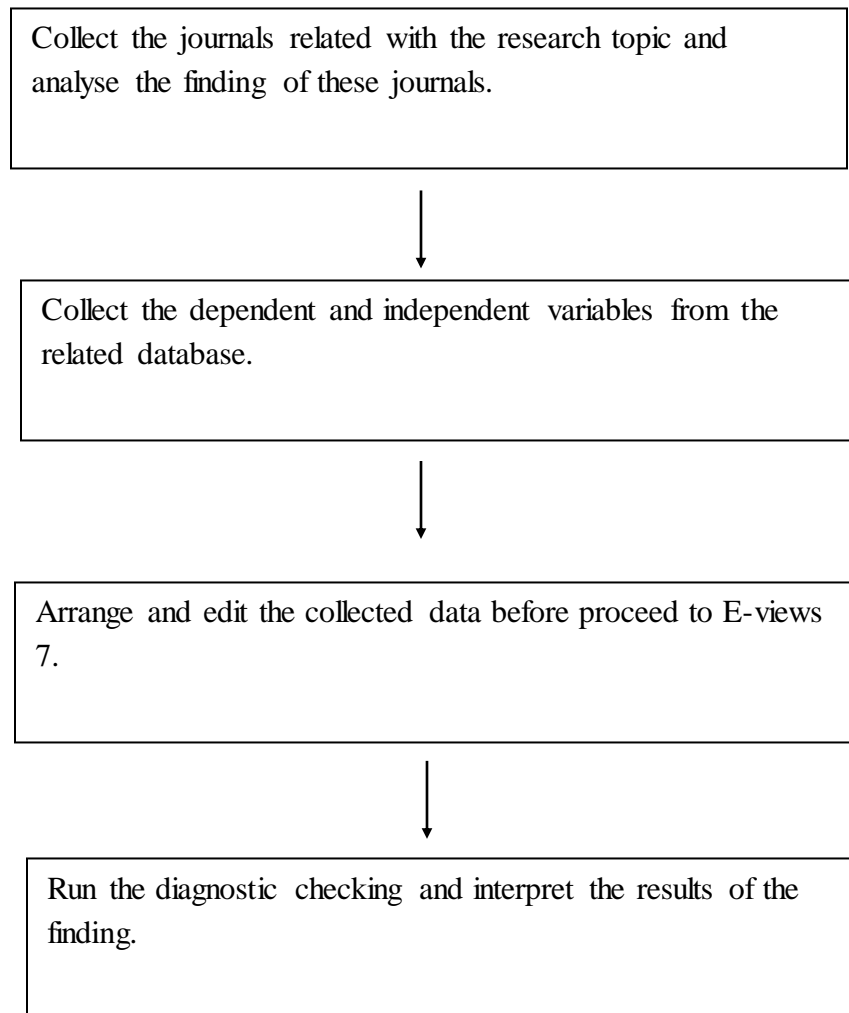 Collect the journals related with the research topic and
analyse the finding of these journals.
Collect the dependent and independent variables from the
related database.
Arrange and edit the collected data before proceed to E-views
7.
Run the diagnostic checking and interpret the results of the
finding.